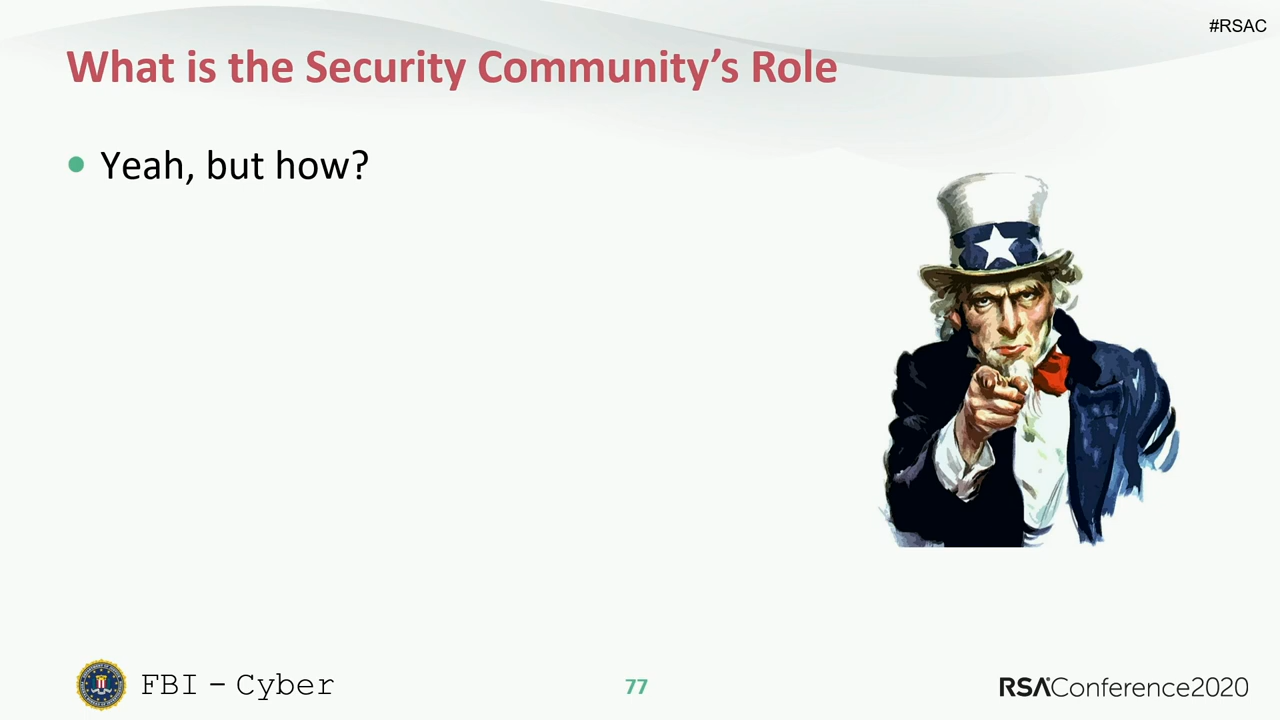 #RSAC
What is the Security Community’s Role
• Yeah, but how?
FBI – Cyber
77
RSAConference2020